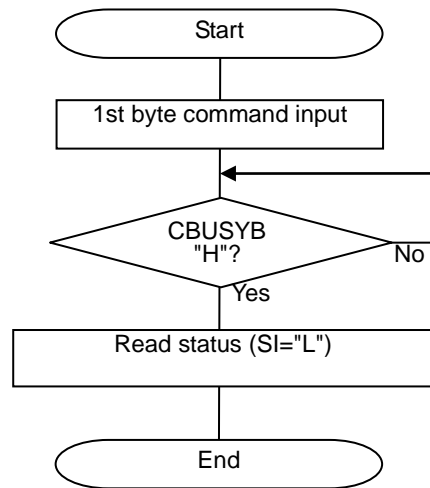 Start
1st byte command input
CBUSYB
"H"?
No
Yes
Read status (SI="L")
End